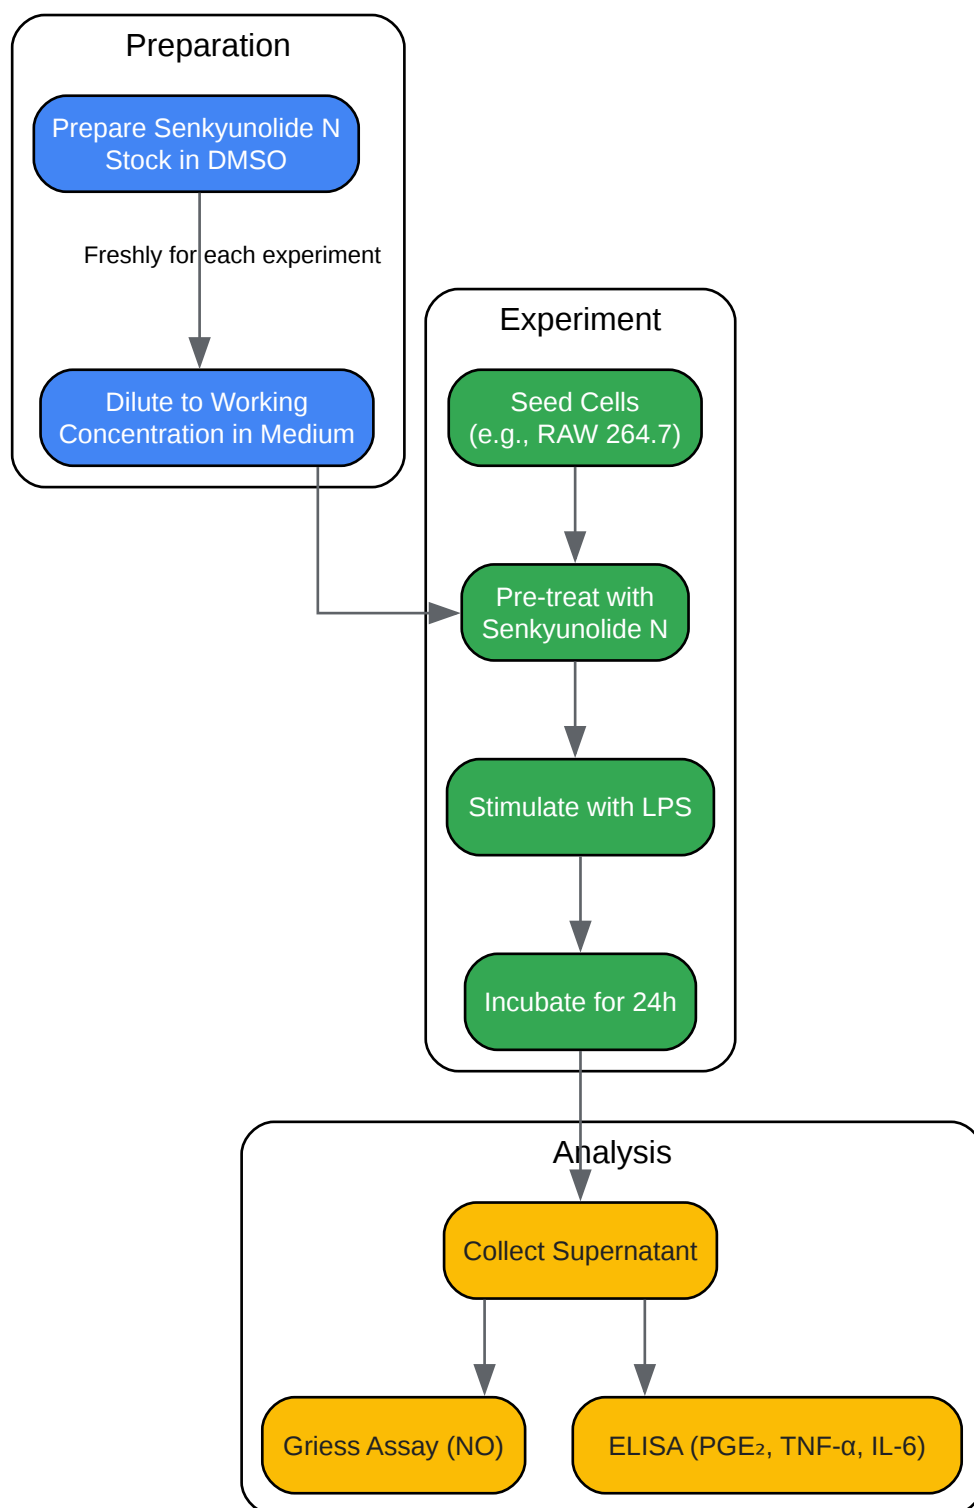 Preparation
Prepare Senkyunolide N
Stock in DMSO
Freshly for each experiment
Dilute to Working
Concentration in Medium
Experiment
Seed Cells
(e.g., RAW 264.7)
Pre-treat with
Senkyunolide N
Stimulate with LPS
Incubate for 24h
Analysis
Collect Supernatant
Griess Assay (NO)
ELISA (PGE₂, TNF-α, IL-6)